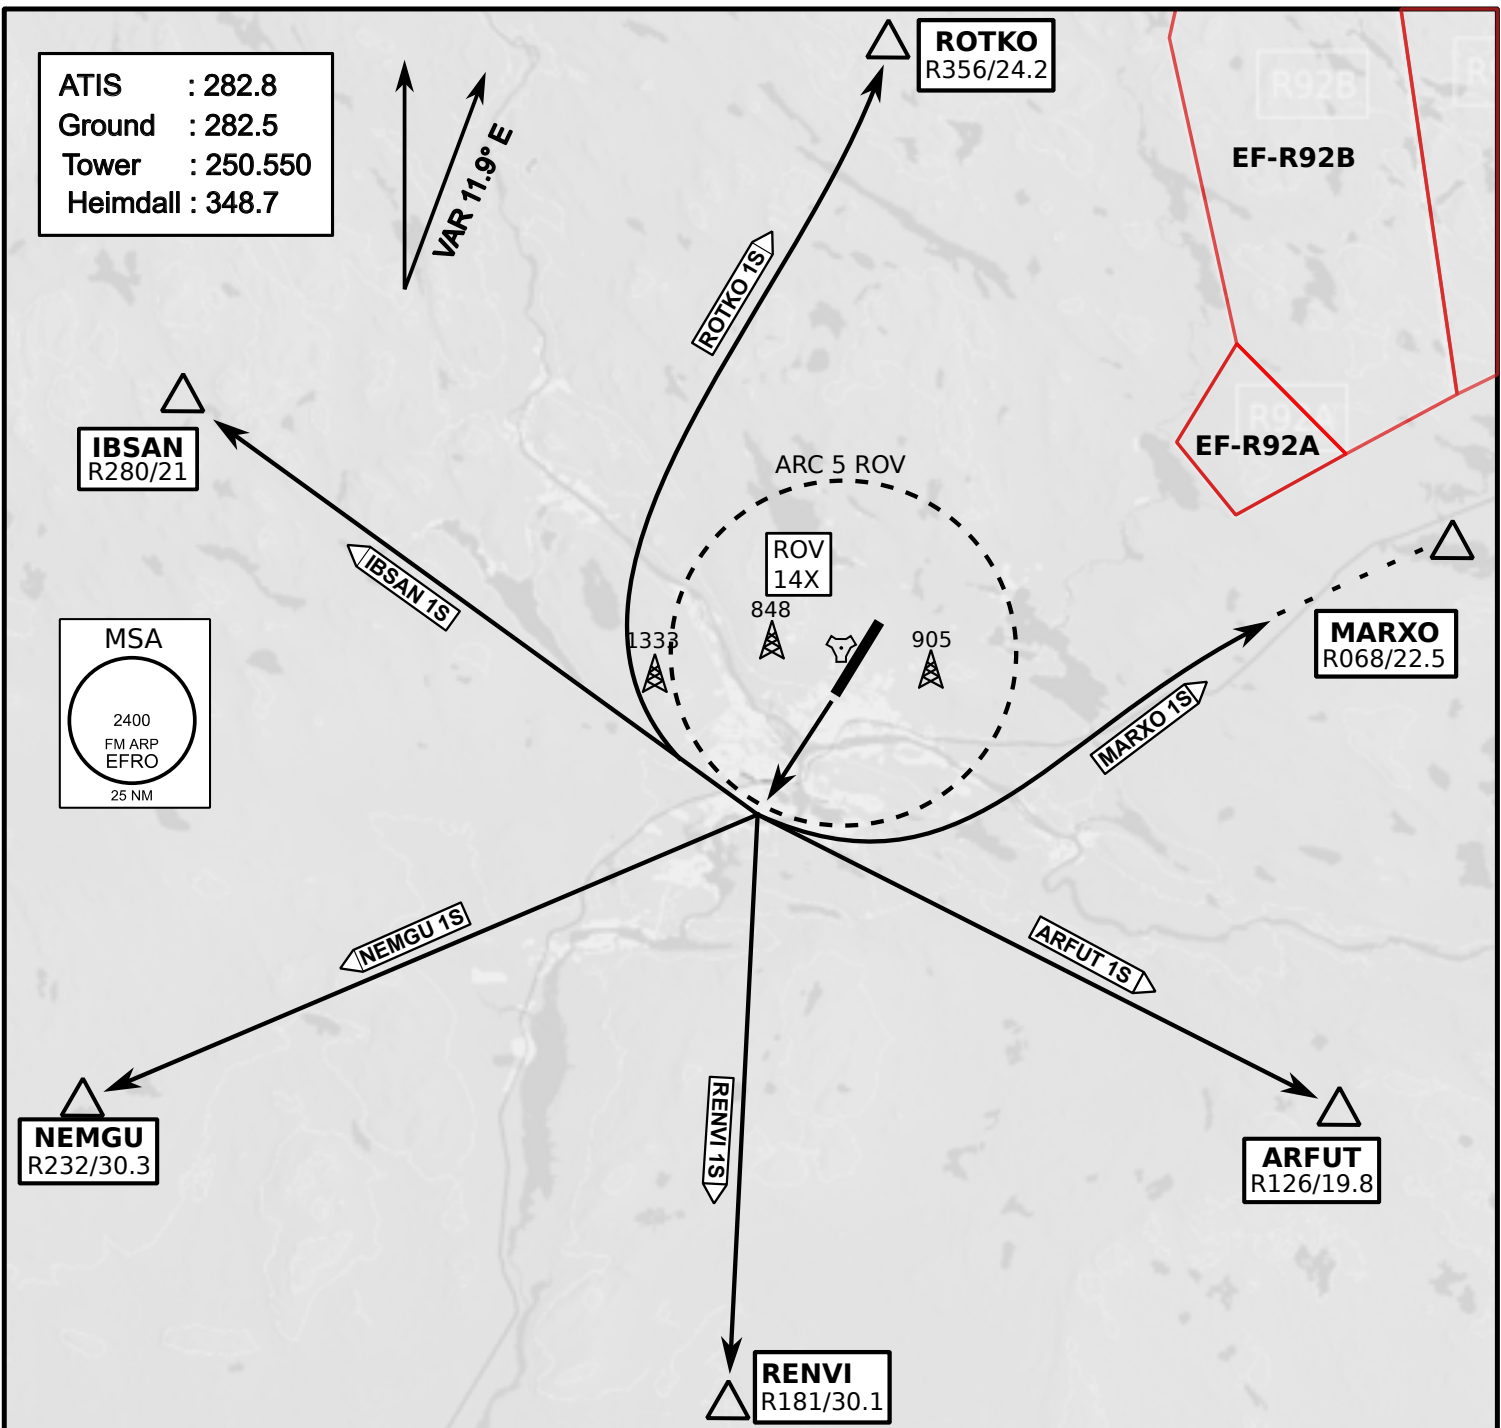 ATIS : 282.8
Ground : 282.5
Tower : 250.550
Heimdall : 348.7
VAR 11.9° E
ROTKO
R356/24.2
R92B
EF-R92B
ROTKO 1S
IBSAN
R280/21
R92A
EF-R92A
ARC 5 ROV
ROV
14X
IBSAN 1S
848
1333
905
MARXO
R068/22.5
MSA
2400
FM ARP
EFRO
25 NM
MARXO 1S
NEMGU 1S
ARFUT 1S
RENVI 1S
NEMGU
R232/30.3
ARFUT
R126/19.8
RENVI
R181/30.1